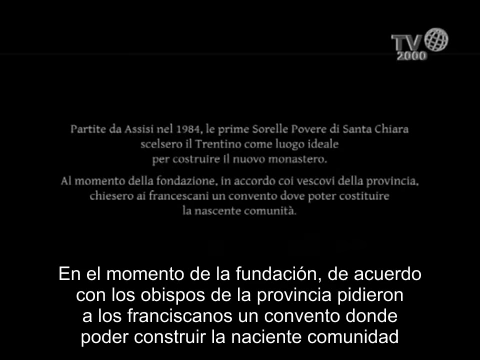 TV
2000
Partite da Assisi nel 1984, le prime Sorelle Povere di Santa Chiara
scelsero il Trentino come luogo ideale
per costruire il nuovo monastero.
Al momento della fondazione, in accordo coi vescovi della provincia,
chiesero ai francescani un convento dove poter costituire
la nascente comunità.
En el momento de la fundación, de acuerdo
con los obispos de la provincia pidieron
a los franciscanos un convento donde
poder construir la naciente comunidad